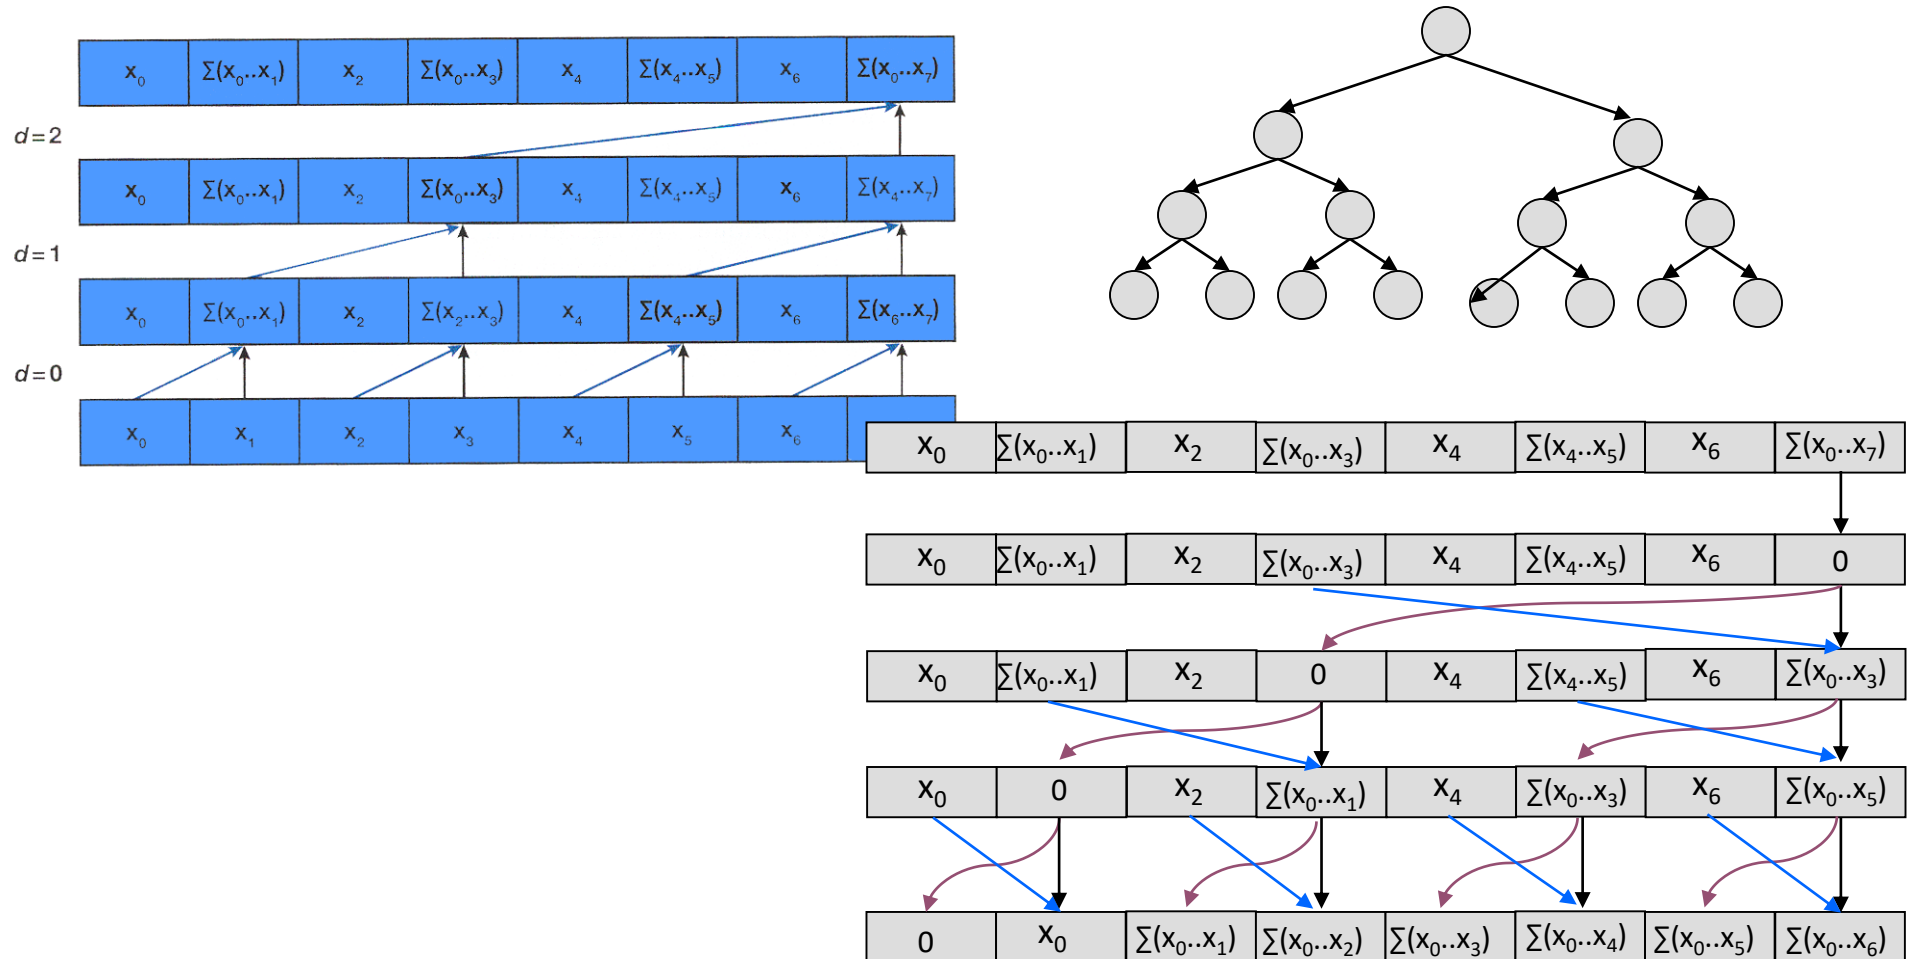 x₀ ∑(x₀..x₁) x₂ ∑(x₀..x₃) x₄ ∑(x₄..x₅) x₆ ∑(x₀..x₇)
d=2
x₀ ∑(x₀..x₁) x₂ ∑(x₀..x₃) x₄ ∑(x₄..x₅) x₆ ∑(x₄..x₇)
d=1
x₀ ∑(x₀..x₁) x₂ ∑(x₂..x₃) x₄ ∑(x₄..x₅) x₆ ∑(x₆..x₇)
d=0
x₀ x₁ x₂ x₃ x₄ x₅ x₆
x₀ ∑(x₀..x₁) x₂ ∑(x₀..x₃) x₄ ∑(x₄..x₅) x₆ ∑(x₀..x₇)
x₀ ∑(x₀..x₁) x₂ ∑(x₀..x₃) x₄ ∑(x₄..x₅) x₆ 0
x₀ ∑(x₀..x₁) x₂ 0 x₄ ∑(x₄..x₅) x₆ ∑(x₀..x₃)
x₀ 0 x₂ ∑(x₀..x₁) x₄ ∑(x₀..x₃) x₆ ∑(x₀..x₅)
0 x₀ ∑(x₀..x₁) ∑(x₀..x₂) ∑(x₀..x₃) ∑(x₀..x₄) ∑(x₀..x₅) ∑(x₀..x₆)